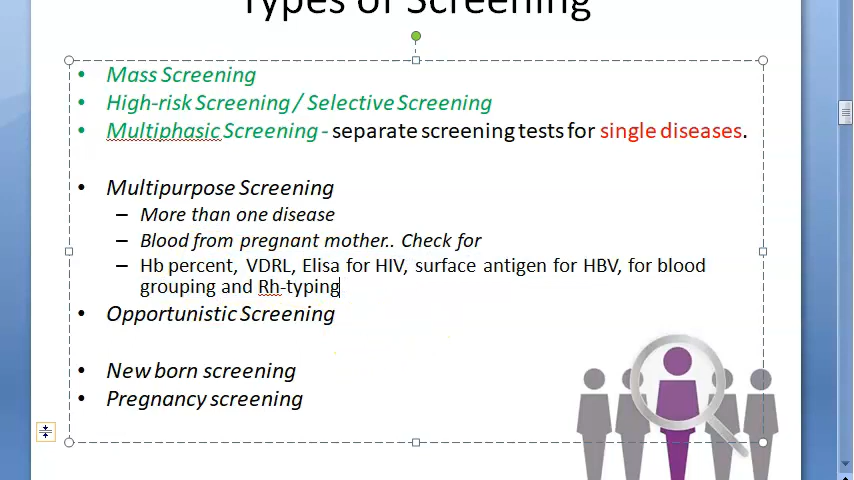 Types of Screening
• Mass Screening
• High-risk Screening / Selective Screening
• Multiphasic Screening - separate screening tests for single diseases.
• Multipurpose Screening
– More than one disease
– Blood from pregnant mother.. Check for
– Hb percent, VDRL, Elisa for HIV, surface antigen for HBV, for blood
grouping and Rh-typing
• Opportunistic Screening
• New born screening
• Pregnancy screening